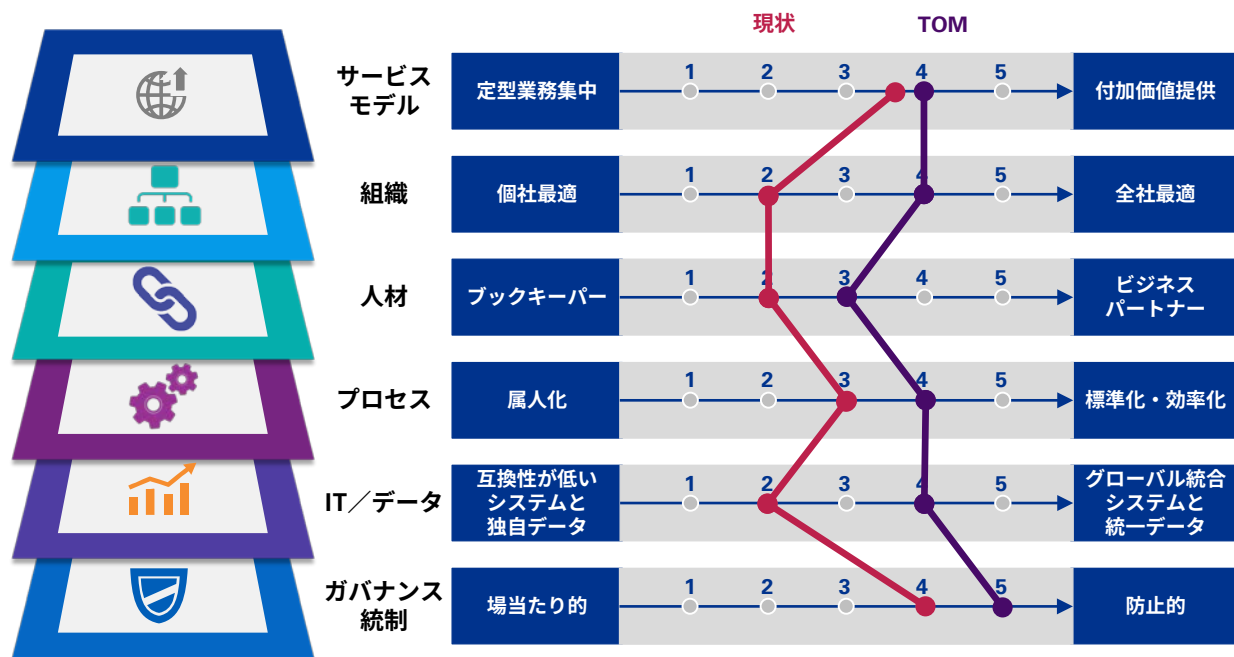 現状
TOM
サービス
モデル
定型業務集中
1 2 3 4 5
付加価値提供
組織
個社最適
1 2 3 4 5
全社最適
人材
ブックキーパー
1 2 3 4 5
ビジネス
パートナー
プロセス
属人化
1 2 3 4 5
標準化・効率化
IT／データ
互換性が低い
システムと
独自データ
1 2 3 4 5
グローバル統合
システムと
統一データ
ガバナンス
統制
場当たり的
1 2 3 4 5
防止的